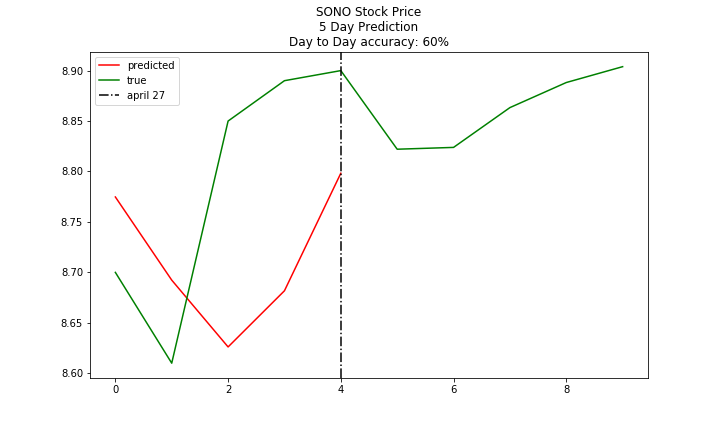 SONO Stock Price
5 Day Prediction
Day to Day accuracy: 60%
predicted
true
april 27
8.90
8.85
8.80
8.75
8.70
8.65
8.60
0 2 4 6 8